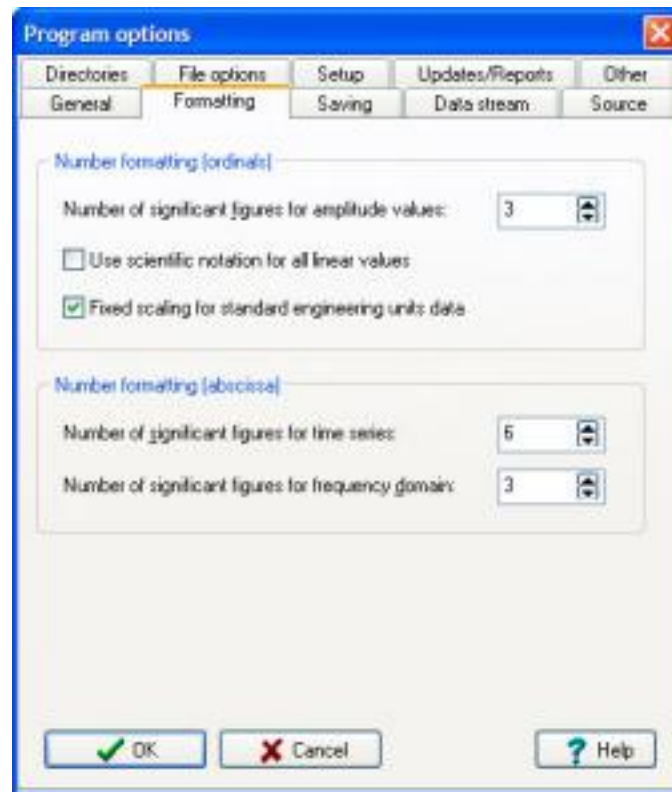 Program options
Directories File options Setup Updates/Reports Other
General Formatting Saving Data stream Source
Number formatting (ordinals)
Number of significant figures for amplitude values: 3
Use scientific notation for all linear values
Fixed scaling for standard engineering units data
Number formatting (abscissa)
Number of significant figures for time series: 6
Number of significant figures for frequency domain: 3
OK Cancel ? Help